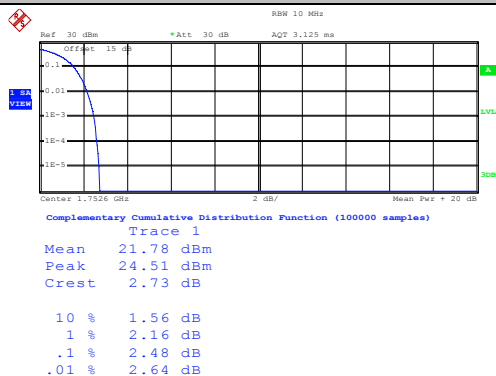 RBW 10 MHz
Ref 30 dBm *Att 30 dB AQT 3.125 ms
Offset 15 dB
0.1
A
0.01
1 SA
VIEW
1E-3
LVL
1E-4
1E-5
3DB
Center 1.7526 GHz 2 dB/ Mean Pwr + 20 dB
Complementary Cumulative Distribution Function (100000 samples)
Trace 1
Mean 21.78 dBm
Peak 24.51 dBm
Crest 2.73 dB
10 % 1.56 dB
1 % 2.16 dB
.1 % 2.48 dB
.01 % 2.64 dB